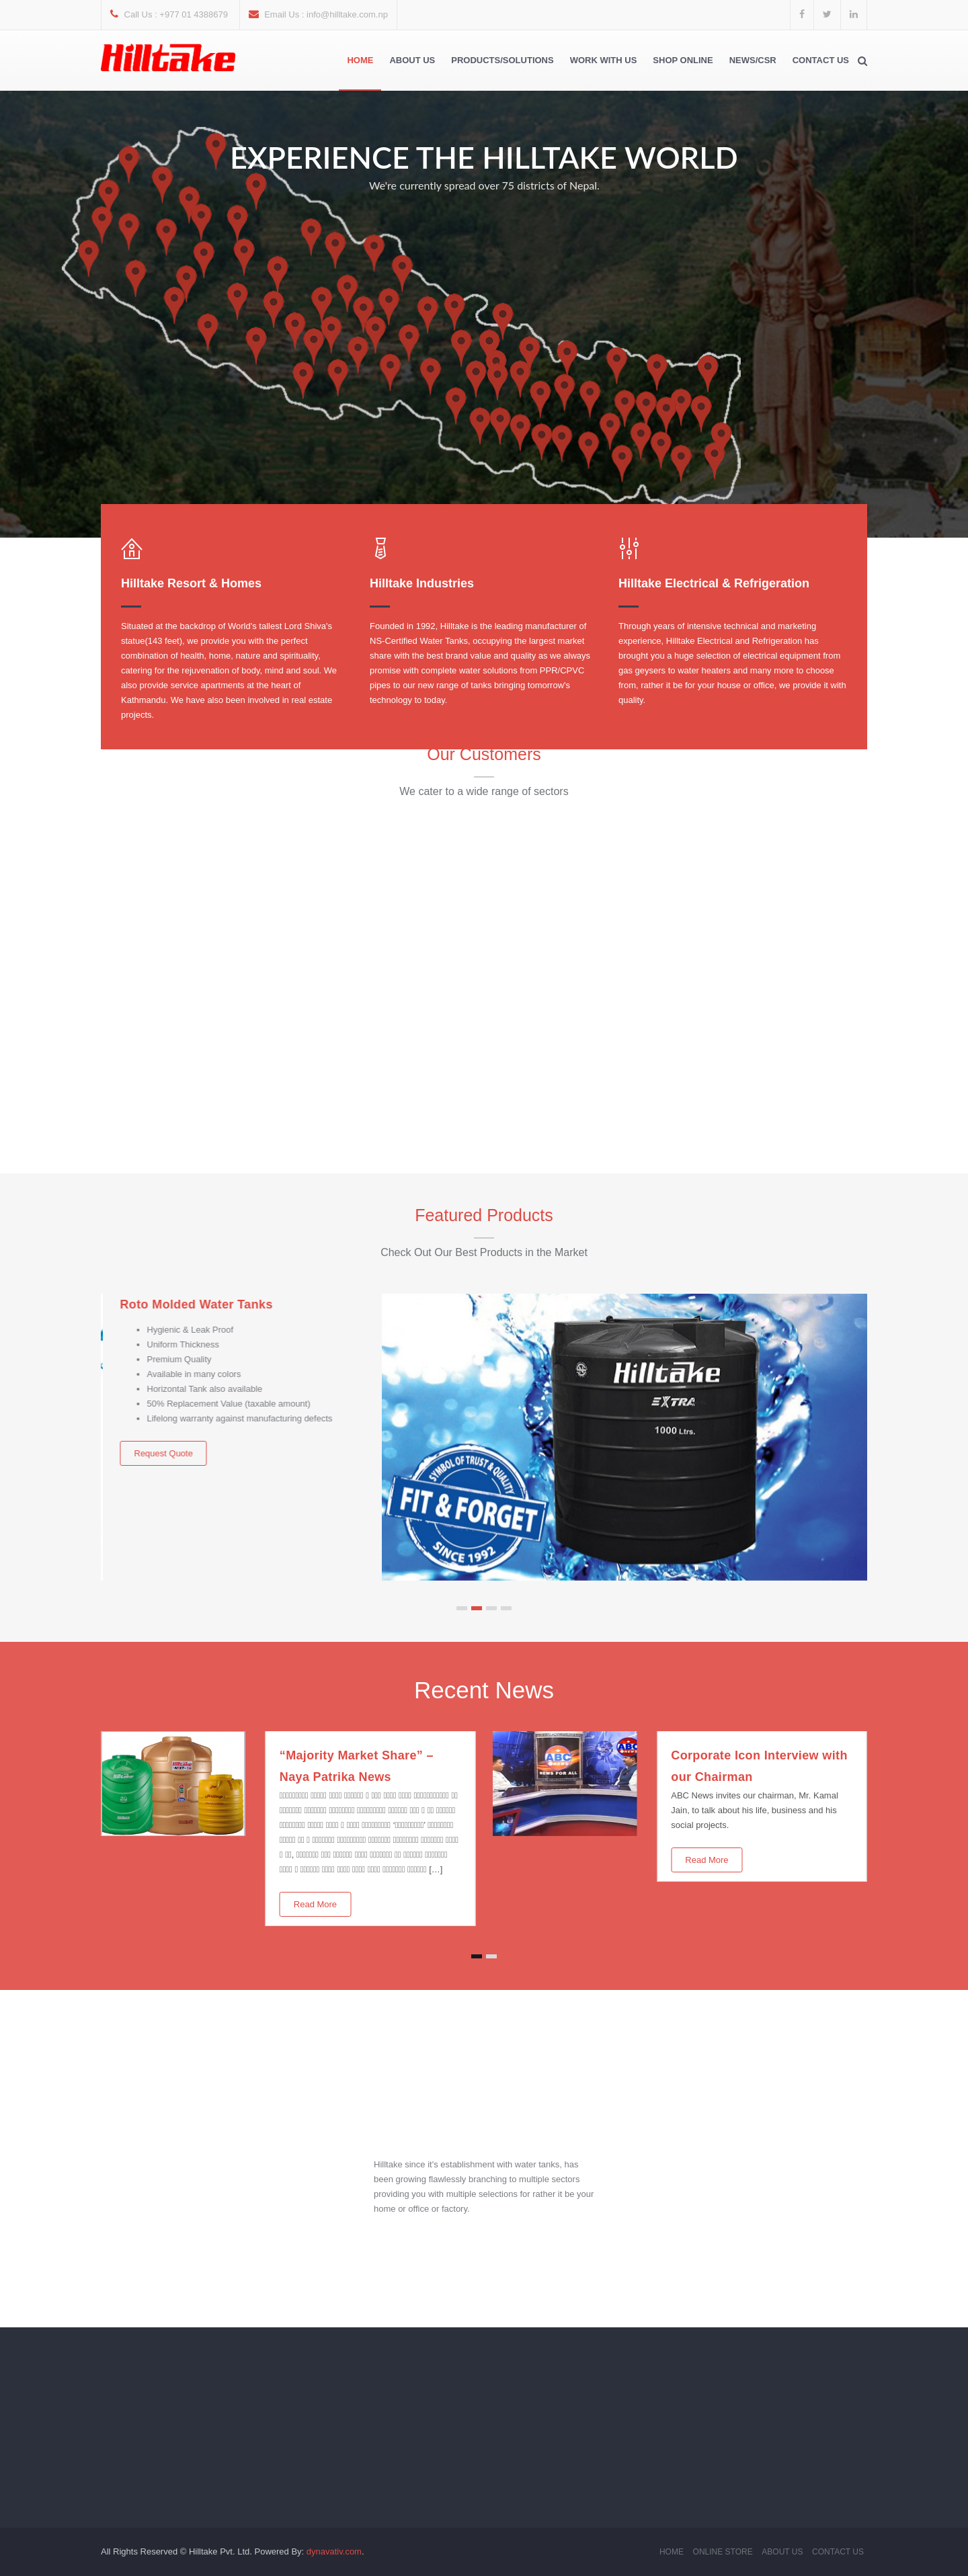 Call Us : +977 01 4388679
Email Us : info@hilltake.com.np
Hilltake
HOME
ABOUT US
PRODUCTS/SOLUTIONS
WORK WITH US
SHOP ONLINE
NEWS/CSR
CONTACT US
EXPERIENCE THE HILLTAKE WORLD
We're currently spread over 75 districts of Nepal.
Hilltake Resort & Homes
Situated at the backdrop of World's tallest Lord Shiva's
statue(143 feet), we provide you with the perfect
combination of health, home, nature and spirituality,
catering for the rejuvenation of body, mind and soul. We
also provide service apartments at the heart of
Kathmandu. We have also been involved in real estate
projects.
Hilltake Industries
Founded in 1992, Hilltake is the leading manufacturer of
NS-Certified Water Tanks, occupying the largest market
share with the best brand value and quality as we always
promise with complete water solutions from PPR/CPVC
pipes to our new range of tanks bringing tomorrow's
technology to today.
Hilltake Electrical & Refrigeration
Through years of intensive technical and marketing
experience, Hilltake Electrical and Refrigeration has
brought you a huge selection of electrical equipment from
gas geysers to water heaters and many more to choose
from, rather it be for your house or office, we provide it with
quality.
Our Customers
We cater to a wide range of sectors
Featured Products
Check Out Our Best Products in the Market
Roto Molded Water Tanks
Hygienic & Leak Proof
Uniform Thickness
Premium Quality
Available in many colors
Horizontal Tank also available
50% Replacement Value (taxable amount)
Lifelong warranty against manufacturing defects
Request Quote
Hilltake
EXTRA
1000 Ltrs.
SYMBOL OF TRUST & QUALITY
FIT & FORGET
SINCE 1992
Recent News
“Majority Market Share” –
Naya Patrika News
[…]
Read More
ABC
NEWS FOR ALL
ABC
Corporate Icon Interview with
our Chairman
ABC News invites our chairman, Mr. Kamal
Jain, to talk about his life, business and his
social projects.
Read More
Hilltake since it's establishment with water tanks, has
been growing flawlessly branching to multiple sectors
providing you with multiple selections for rather it be your
home or office or factory.
All Rights Reserved © Hilltake Pvt. Ltd. Powered By: dynavativ.com.
HOME
ONLINE STORE
ABOUT US
CONTACT US